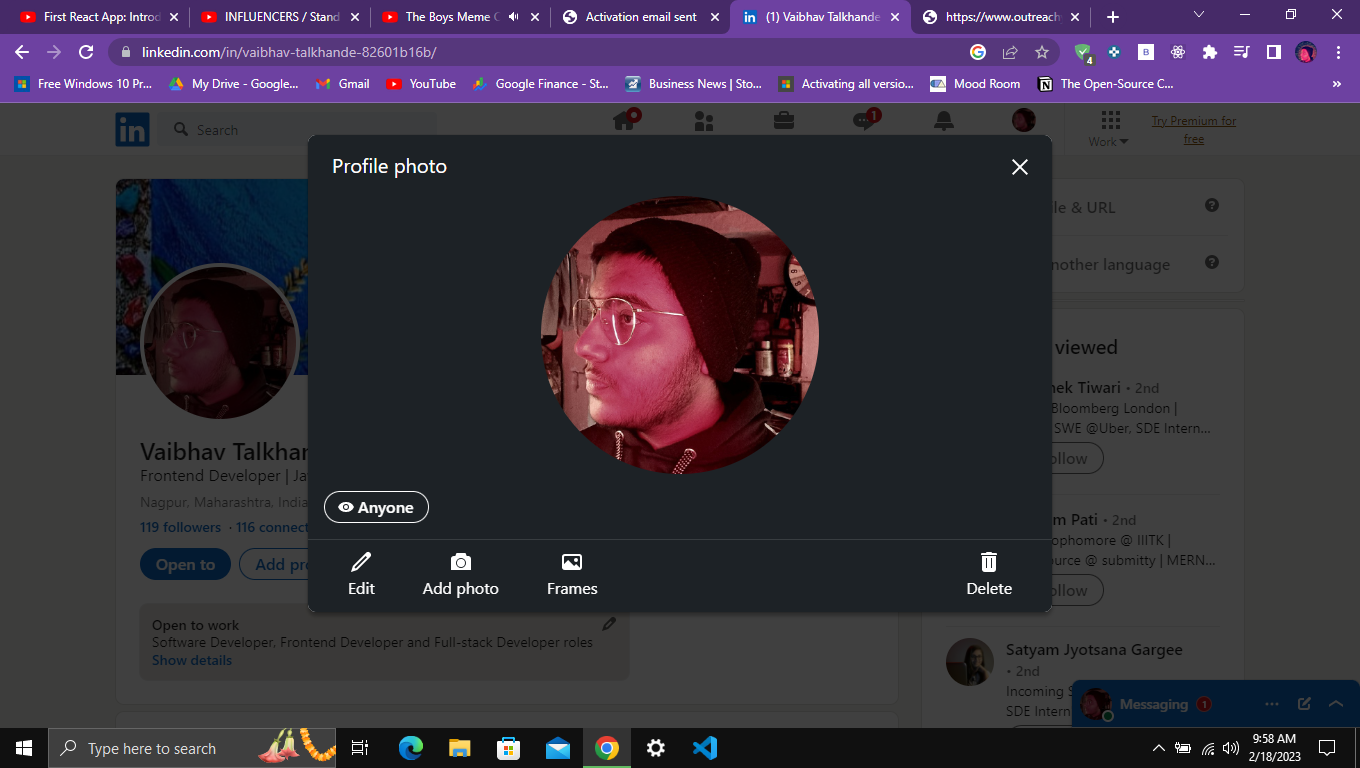 First React App: Introd
INFLUENCERS / Stand
The Boys Meme C
Activation email sent
(1) Vaibhav Talkhande
https://www.outreach
linkedin.com/in/vaibhav-talkhande-82601b16b/
4
Free Windows 10 Pr...
My Drive - Google...
Gmail
YouTube
Google Finance - St...
Business News | Sto...
Activating all versio...
Mood Room
The Open-Source C...
»
in
Search
1
Work
Try Premium for
free
Profile photo
Anyone
Edit
Add photo
Frames
Delete
Vaibhav Talkhan
Frontend Developer | Ja
Nagpur, Maharashtra, India
119 followers · 116 connect
Open to
Add pro
Open to work
Software Developer, Frontend Developer and Full-stack Developer roles
Show details
le & URL
nother language
viewed
ek Tiwari • 2nd
Bloomberg London |
SWE @Uber, SDE Intern...
ollow
m Pati • 2nd
ophomore @ IIITK |
urce @ submitty | MERN...
ollow
Satyam Jyotsana Gargee
• 2nd
Incoming S
SDE Intern
Messaging 1
Type here to search
9:58 AM
2/18/2023